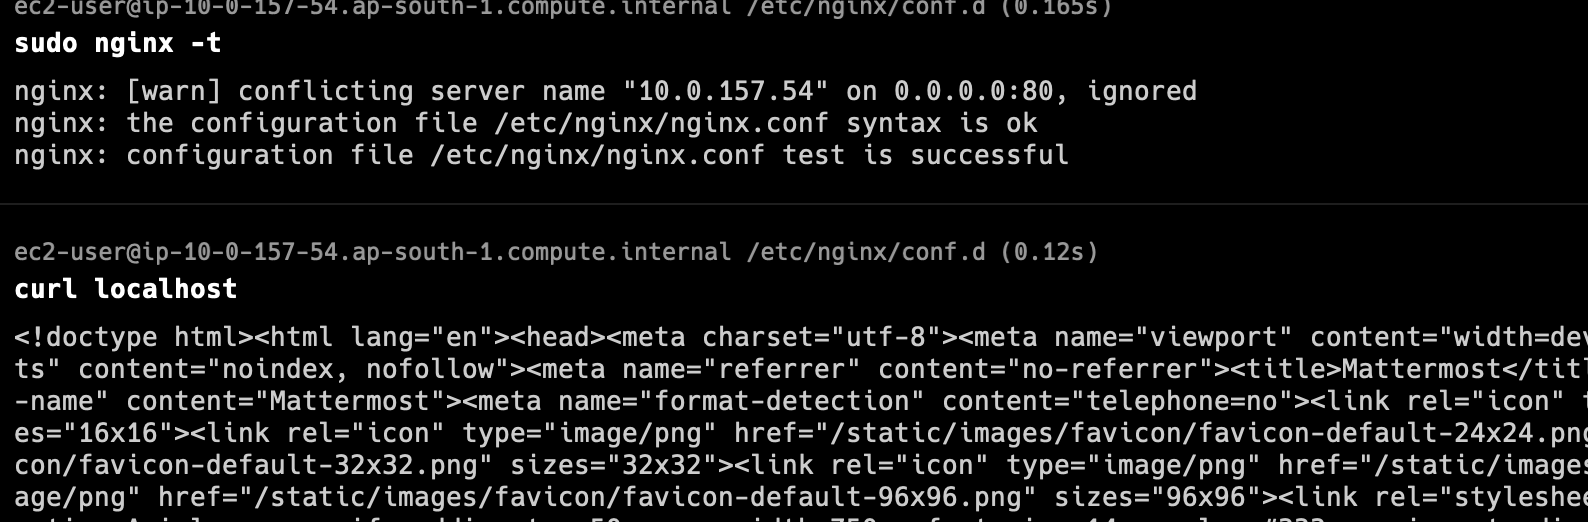 ec2-user@ip-10-0-157-54.ap-south-1.compute.internal /etc/nginx/conf.d (0.165s)
sudo nginx -t
nginx: [warn] conflicting server name "10.0.157.54" on 0.0.0.0:80, ignored
nginx: the configuration file /etc/nginx/nginx.conf syntax is ok
nginx: configuration file /etc/nginx/nginx.conf test is successful
ec2-user@ip-10-0-157-54.ap-south-1.compute.internal /etc/nginx/conf.d (0.12s)
curl localhost
<!doctype html><html lang="en"><head><meta charset="utf-8"><meta name="viewport" content="width=dev
ts" content="noindex, nofollow"><meta name="referrer" content="no-referrer"><title>Mattermost</titl
-name" content="Mattermost"><meta name="format-detection" content="telephone=no"><link rel="icon" t
es="16x16"><link rel="icon" type="image/png" href="/static/images/favicon/favicon-default-24x24.png
con/favicon-default-32x32.png" sizes="32x32"><link rel="icon" type="image/png" href="/static/images
age/png" href="/static/images/favicon/favicon-default-96x96.png" sizes="96x96"><link rel="styleshee